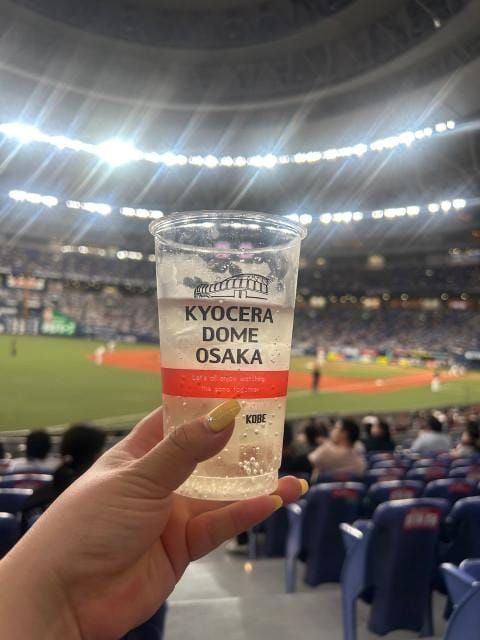 KYOCERA
DOME
OSAKA
Let's all enjoy watching
the game together
KOBE